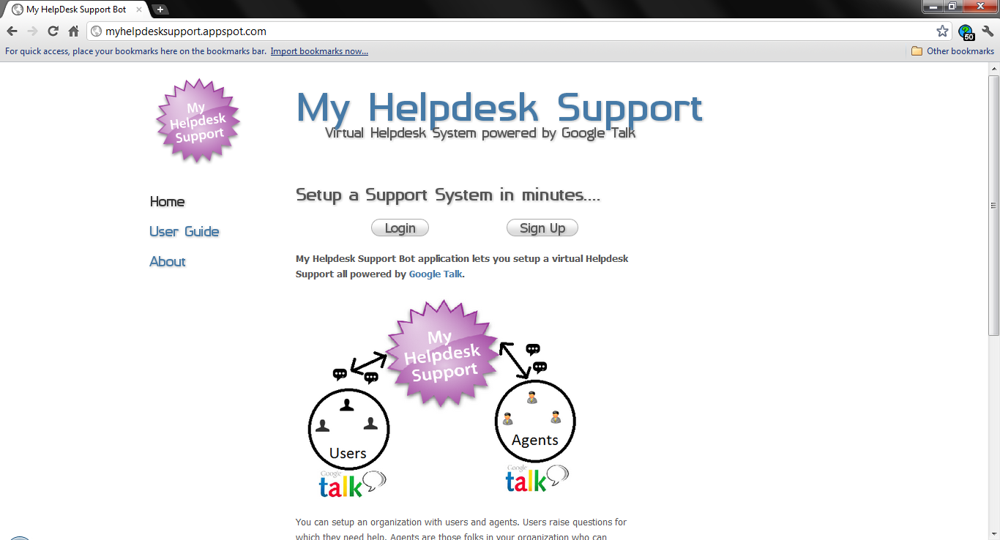 My HelpDesk Support Bot
myhelpdesksupport.appspot.com
50
For quick access, place your bookmarks here on the bookmarks bar. Import bookmarks now...
Other bookmarks
My
Helpdesk
Support
My Helpdesk Support
Virtual Helpdesk System powered by Google Talk
Home
User Guide
About
Setup a Support System in minutes....
Login
Sign Up
My Helpdesk Support Bot application lets you setup a virtual Helpdesk
Support all powered by Google Talk.
My
Helpdesk
Support
Users
Google
talk
Agents
Google
talk
You can setup an organization with users and agents. Users raise questions for
which they need help. Agents are those folks in your organization who can